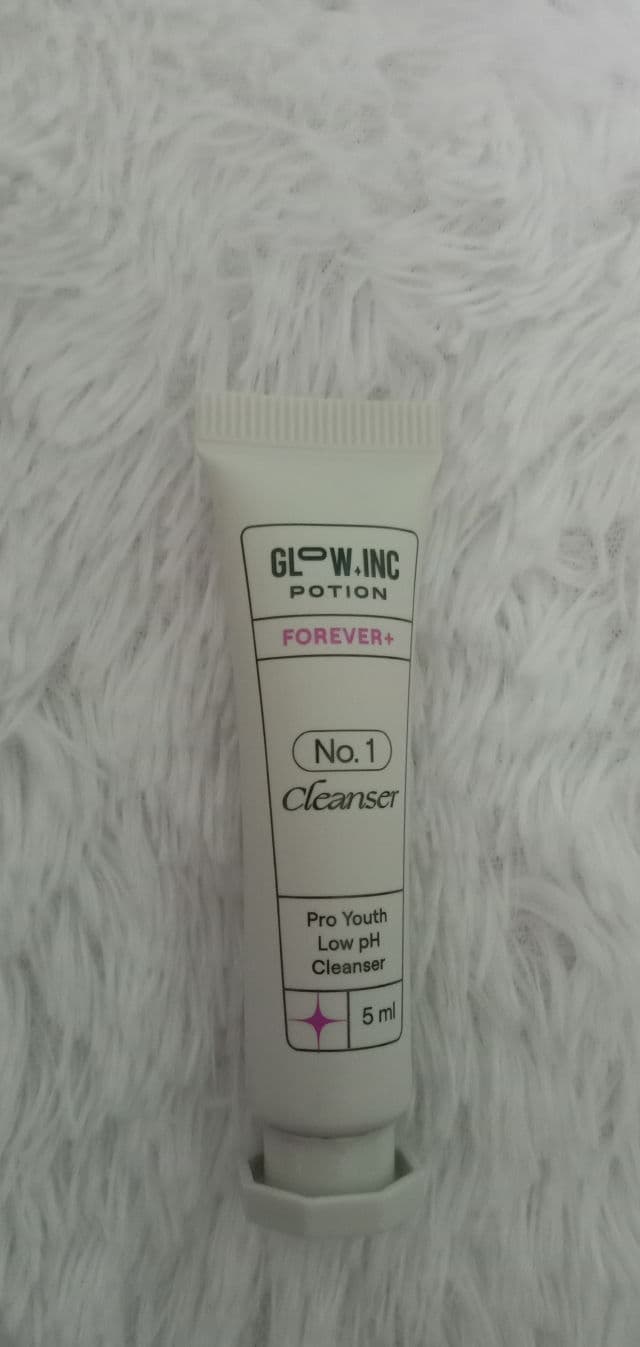 GLOW.INC
POTION
FOREVER+
No. 1
Cleanser
Pro Youth
Low pH
Cleanser
5 ml